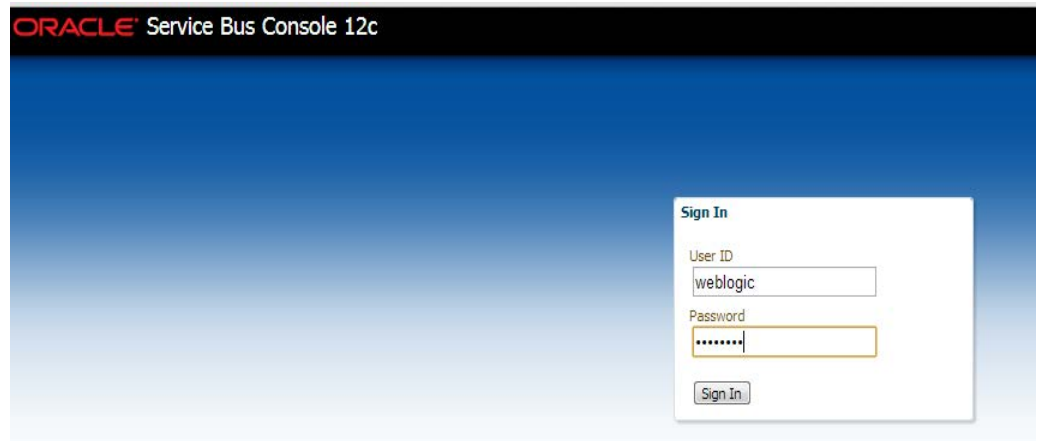 ORACLE Service Bus Console 12c
Sign In
User ID
weblogic
Password
••••••••
Sign In